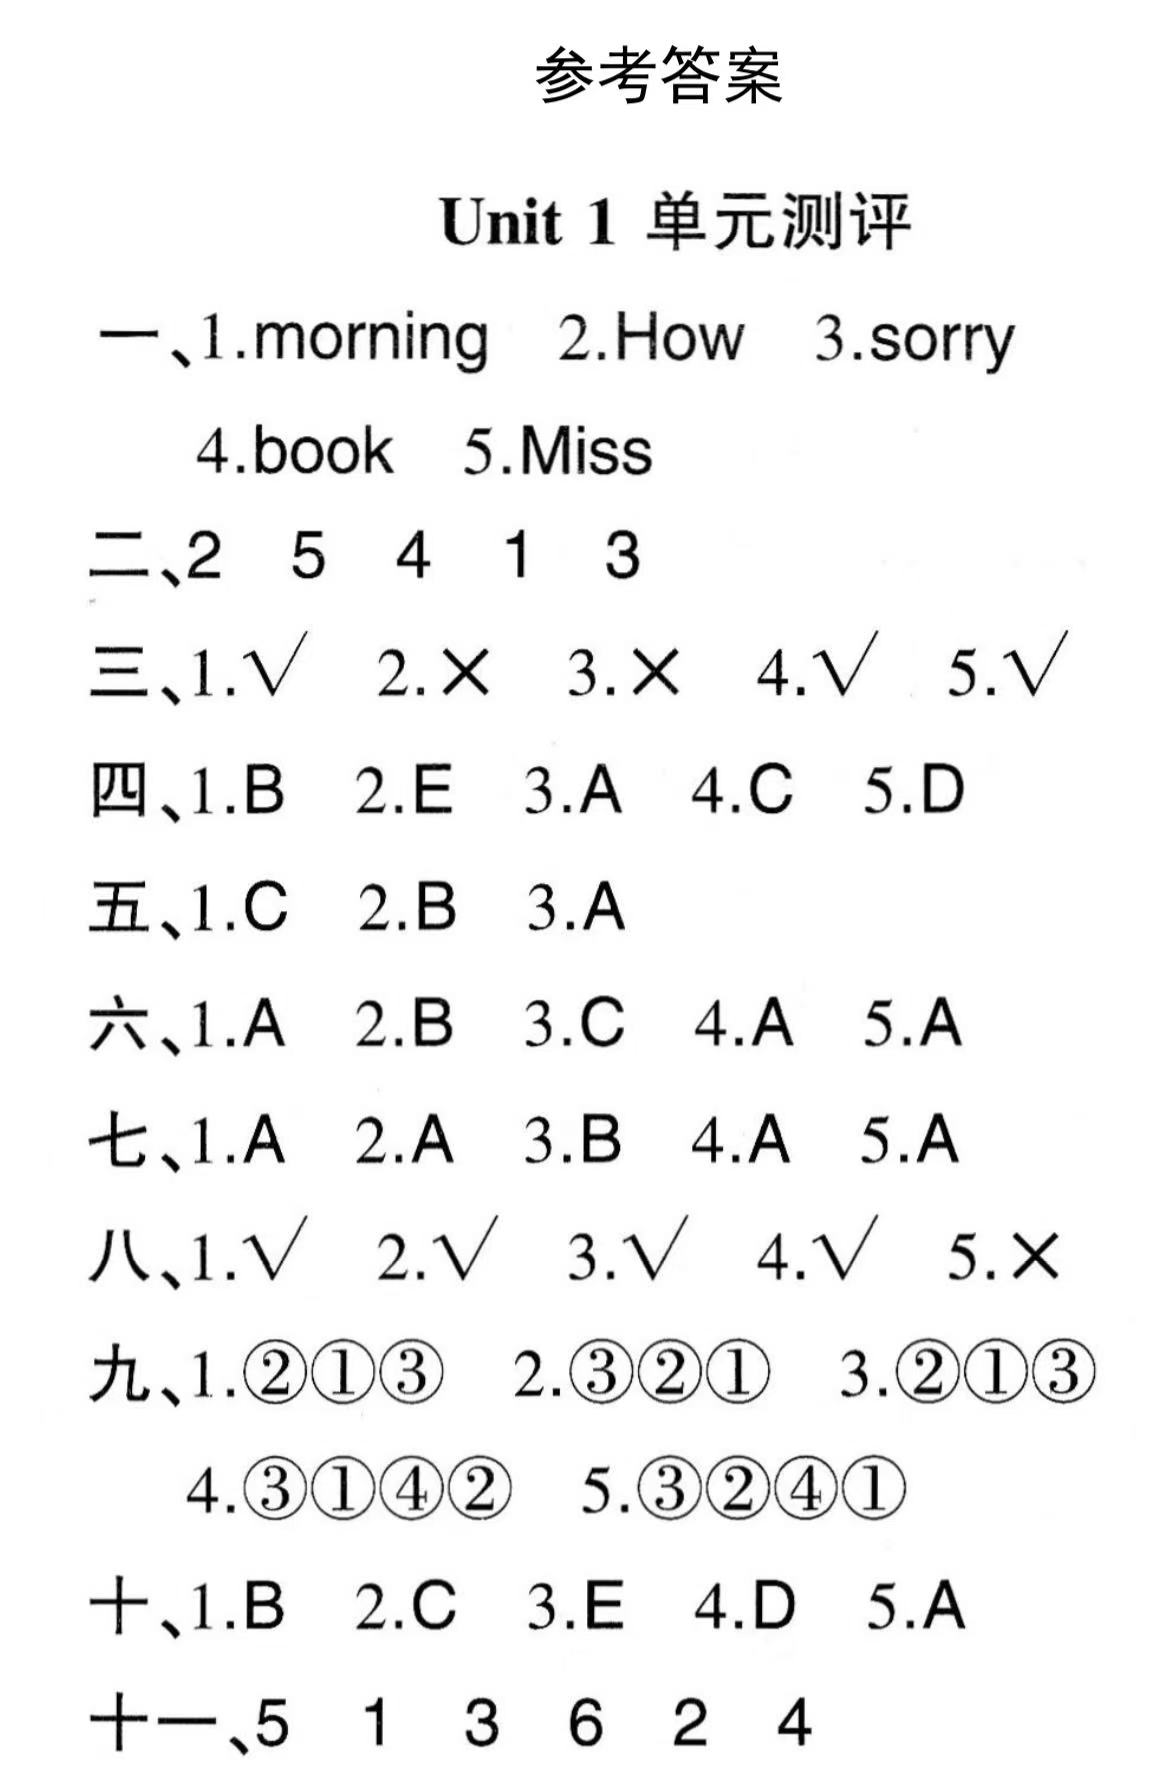 参考答案
Unit 1 单元测评
一、1.morning 2.How 3.sorry
4.book 5.Miss
二、2 5 4 1 3
三、1.√ 2.× 3.× 4.√ 5.√
四、1.B 2.E 3.A 4.C 5.D
五、1.C 2.B 3.A
六、1.A 2.B 3.C 4.A 5.A
七、1.A 2.A 3.B 4.A 5.A
八、1.√ 2.√ 3.√ 4.√ 5.×
九、1.②①③ 2.③②① 3.②①③
4.③①④② 5.③②④①
十、1.B 2.C 3.E 4.D 5.A
十一、5 1 3 6 2 4